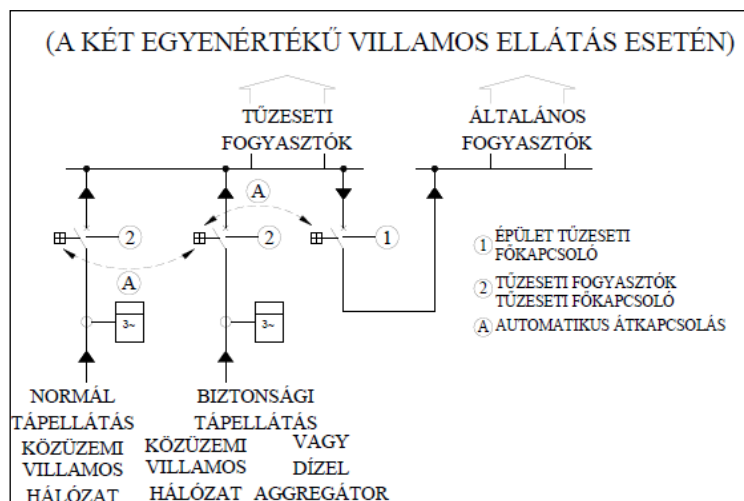 (A KÉT EGYENÉRTÉKŰ VILLAMOS ELLÁTÁS ESETÉN)
TŰZESETI
FOGYASZTÓK
ÁLTALÁNOS
FOGYASZTÓK
A
2
2
1
A
3~
3~
1 ÉPÜLET TŰZESETI
FŐKAPCSOLÓ
2 TŰZESETI FOGYASZTÓK
TŰZESETI FŐKAPCSOLÓ
A AUTOMATIKUS ÁTKAPCSOLÁS
NORMÁL
TÁPELLÁTÁS
KÖZÜZEMI
VILLAMOS
HÁLÓZAT
BIZTONSÁGI
TÁPELLÁTÁS
KÖZÜZEMI
VILLAMOS
HÁLÓZAT
VAGY
DÍZEL
AGGREGÁTOR